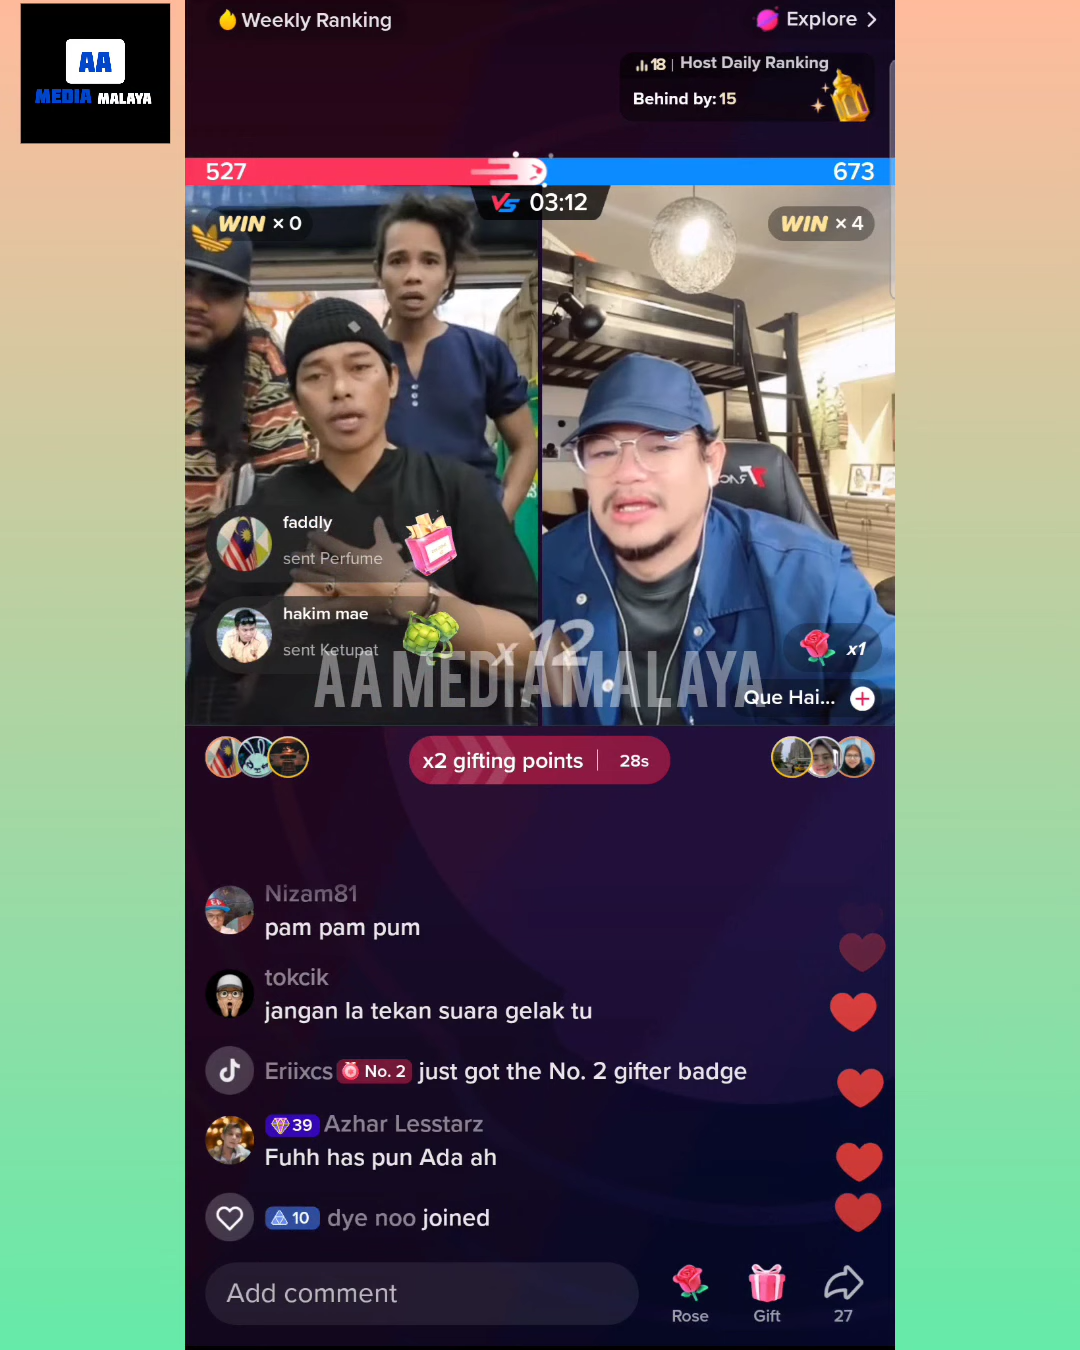 AA
MEDIA MALAYA
Weekly Ranking
Explore
18 | Host Daily Ranking
Behind by: 15
527
673
VS 03:12
WIN × 0
WIN × 4
faddly
sent Perfume
hakim mae
sent Ketupat
x12
x1
AA MEDIA MALAYA
Que Hai...
x2 gifting points
28s
Nizam81
pam pam pum
tokcik
jangan la tekan suara gelak tu
Eriixcs No. 2 just got the No. 2 gifter badge
39 Azhar Lesstarz
Fuhh has pun Ada ah
10 dye noo joined
Add comment
Rose
Gift
27